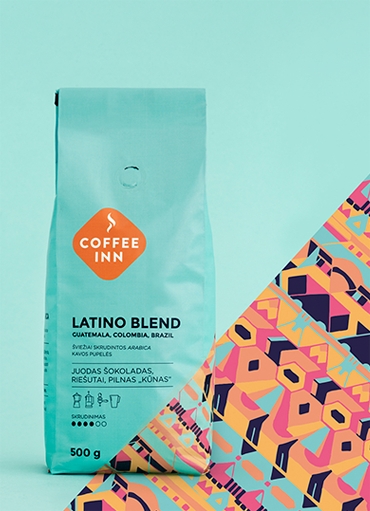 COFFEE
INN
LATINO BLEND
GUATEMALA, COLOMBIA, BRAZIL
ŠVIEŽIAI SKRUDINTOS ARABICA
KAVOS PUPELĖS
JUODAS ŠOKOLADAS,
RIEŠUTAI, PILNAS „KŪNAS”
SKRUDINIMAS
500 g